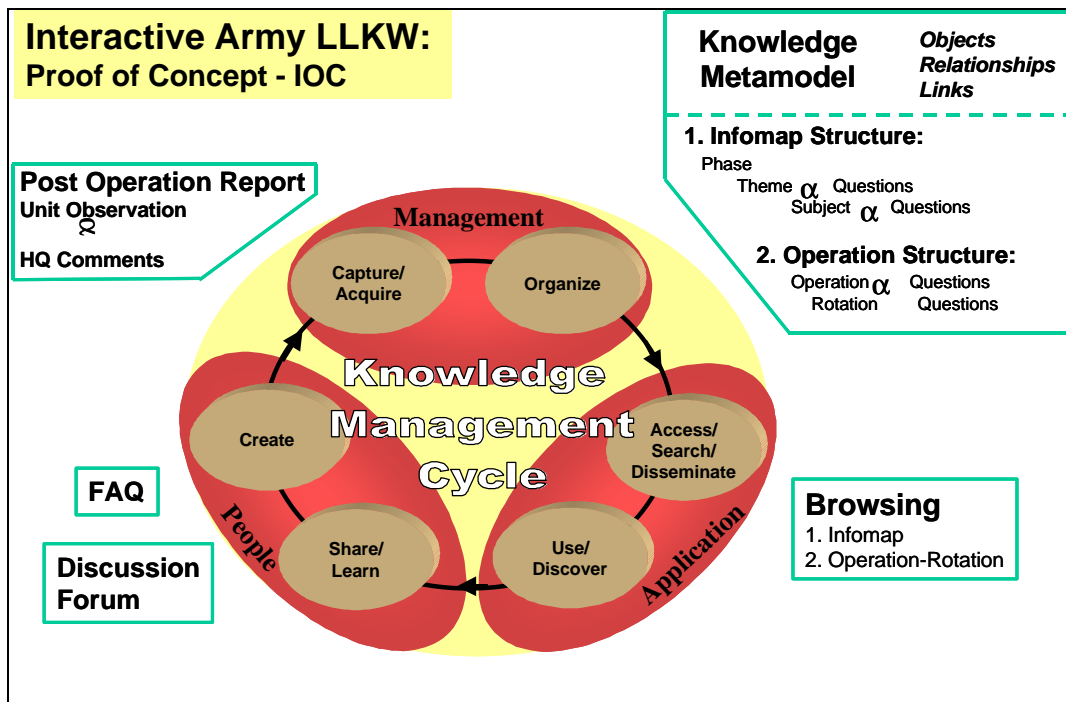 Interactive Army LLKW:
Proof of Concept - IOC
Knowledge
Metamodel
Objects
Relationships
Links
1. Infomap Structure:
Phase
Theme α Questions
Subject α Questions
2. Operation Structure:
Operation α Questions
Rotation Questions
Post Operation Report
Unit Observation
α
HQ Comments
Management
Capture/
Acquire
Organize
Knowledge
Management
Cycle
Create
Access/
Search/
Disseminate
People
Share/
Learn
Use/
Discover
Application
FAQ
Discussion
Forum
Browsing
1. Infomap
2. Operation-Rotation